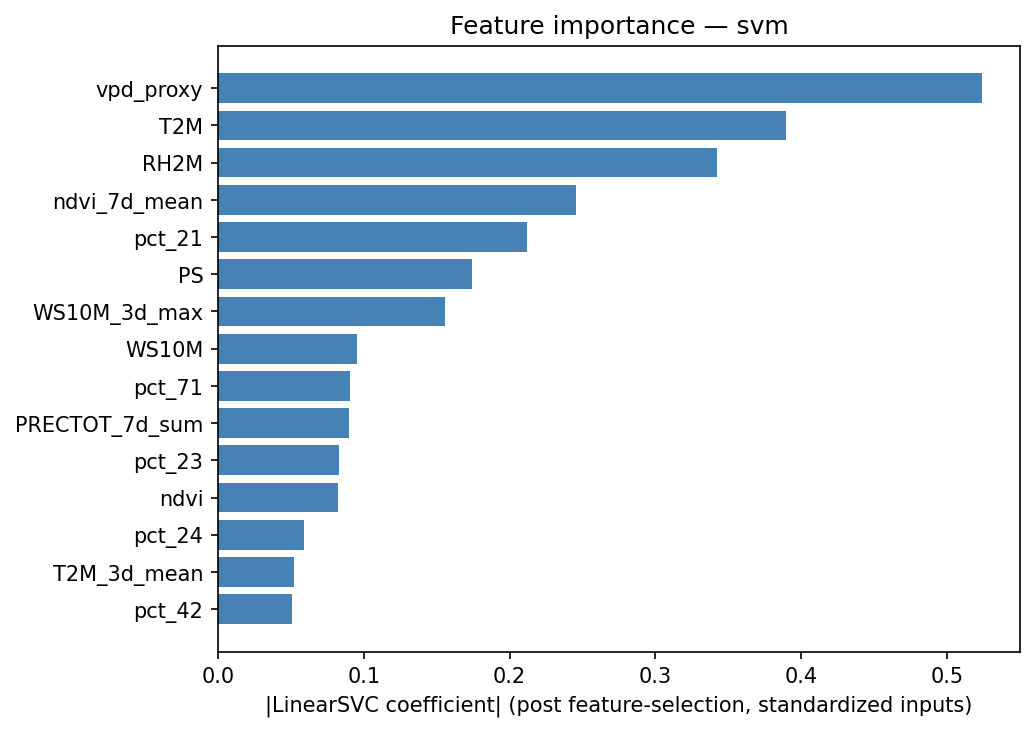 Feature importance — svm
vpd_proxy
T2M
RH2M
ndvi_7d_mean
pct_21
PS
WS10M_3d_max
WS10M
pct_71
PRECTOT_7d_sum
pct_23
ndvi
pct_24
T2M_3d_mean
pct_42
0.0 0.1 0.2 0.3 0.4 0.5
|LinearSVC coefficient| (post feature-selection, standardized inputs)